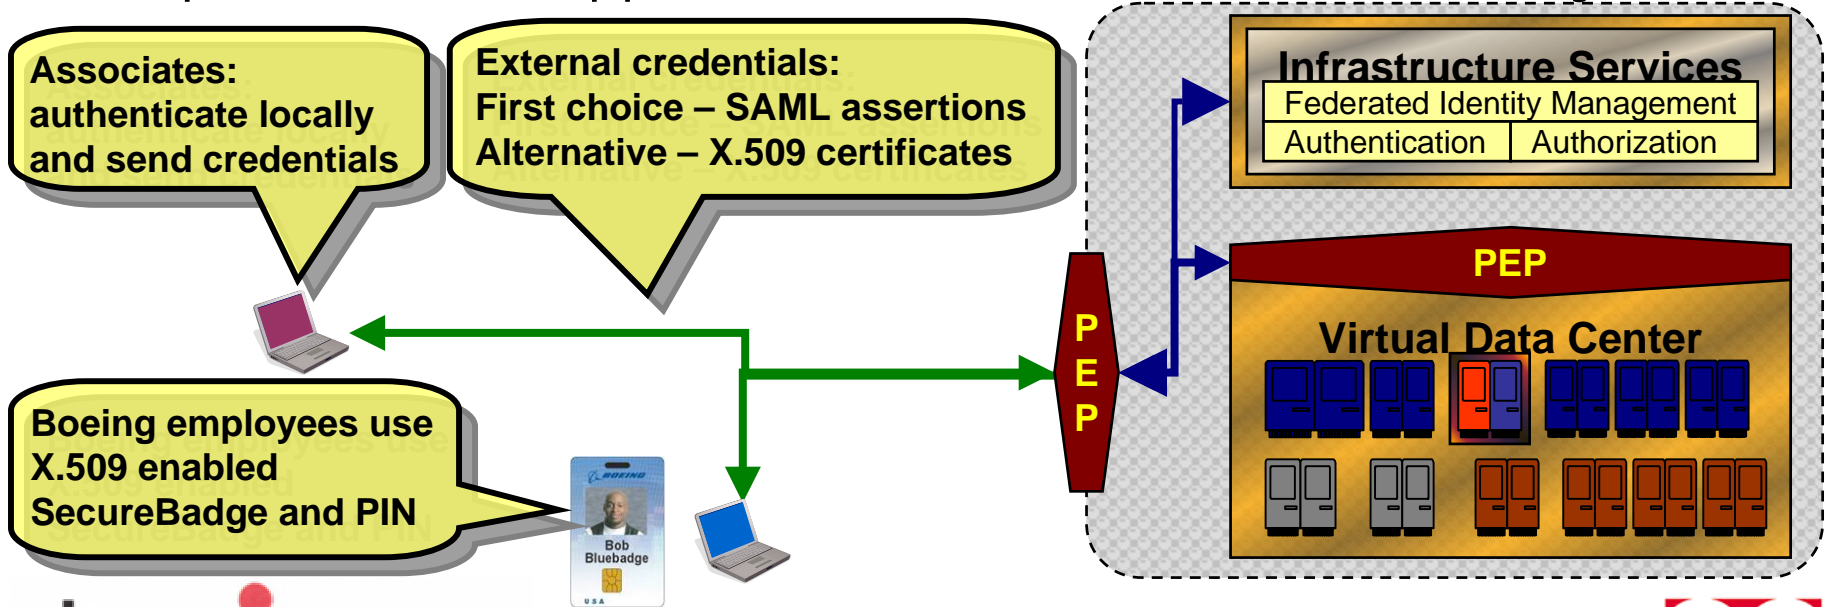 Associates:
authenticate locally
and send credentials
External credentials:
First choice – SAML assertions
Alternative – X.509 certificates
Infrastructure Services
Federated Identity Management
Authentication
Authorization
PEP
PEP
Virtual Data Center
Boeing employees use
X.509 enabled
SecureBadge and PIN
BOEING
Bob
Bluebadge
USA